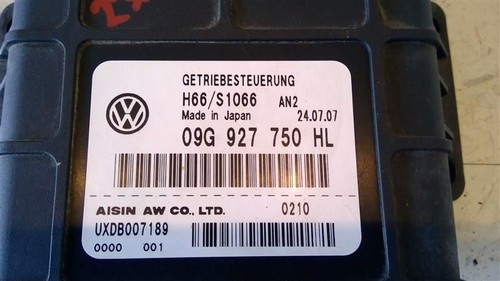 GETRIEBESTEUERUNG
H66/S1066 AN2
Made in Japan 24.07.07
09G 927 750 HL
AISIN AW CO., LTD. 0210
UXDB007189
0000 001